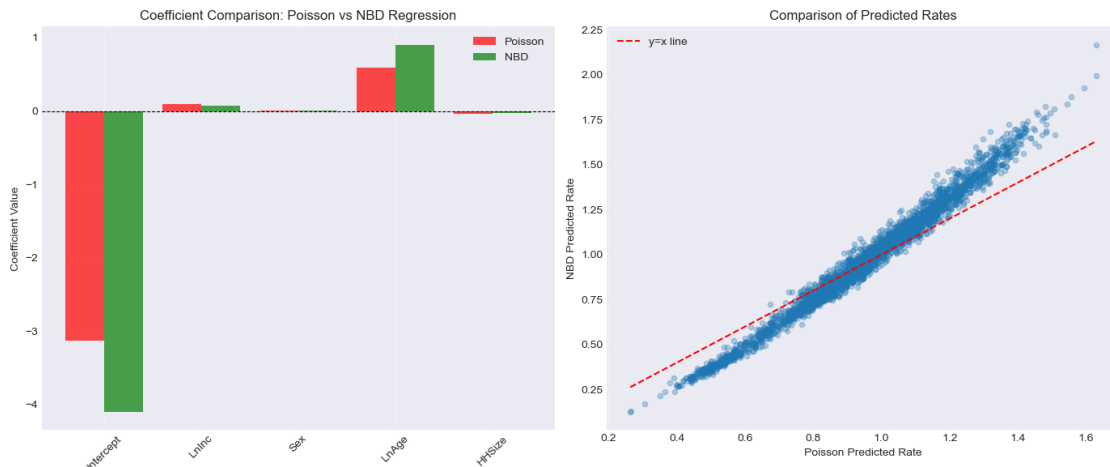 Coefficient Comparison: Poisson vs NBD Regression
Poisson
NBD
Coefficient Value
1
0
−1
−2
−3
−4
Intercept
LnInc
Sex
LnAge
HHSize
Comparison of Predicted Rates
y=x line
NBD Predicted Rate
2.25
2.00
1.75
1.50
1.25
1.00
0.75
0.50
0.25
0.2
0.4
0.6
0.8
1.0
1.2
1.4
1.6
Poisson Predicted Rate